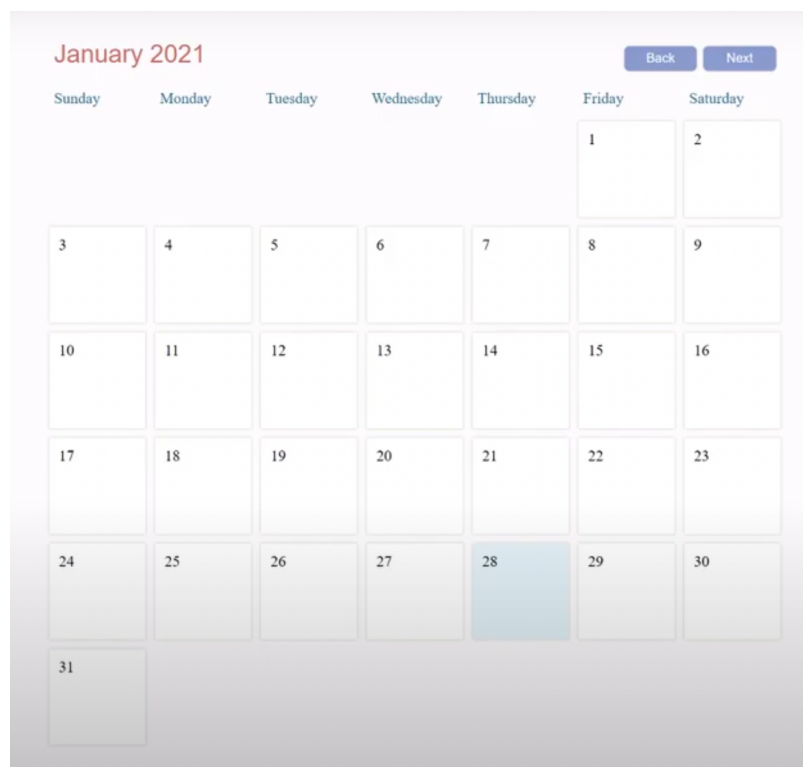 January 2021 Back Next
Sunday Monday Tuesday Wednesday Thursday Friday Saturday
1 2
3 4 5 6 7 8 9
10 11 12 13 14 15 16
17 18 19 20 21 22 23
24 25 26 27 28 29 30
31